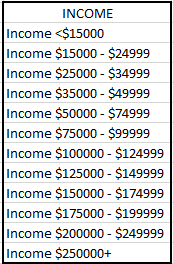 INCOME
Income <$15000
Income $15000 - $24999
Income $25000 - $34999
Income $35000 - $49999
Income $50000 - $74999
Income $75000 - $99999
Income $100000 - $124999
Income $125000 - $149999
Income $150000 - $174999
Income $175000 - $199999
Income $200000 - $249999
Income $250000+